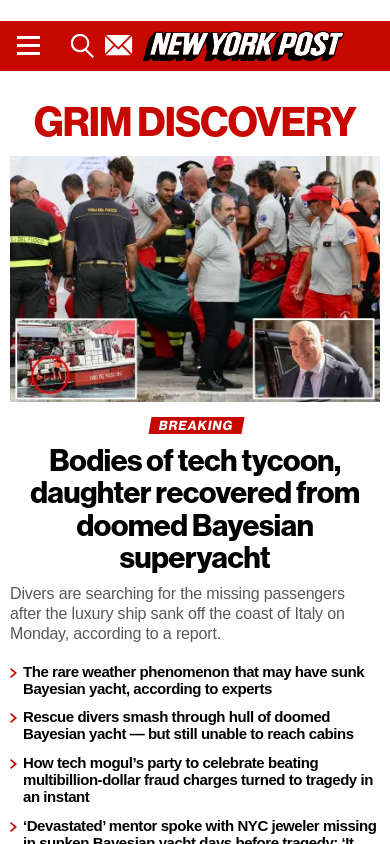 NEW YORK POST
GRIM DISCOVERY
VIGILI DEL FUOCO
BREAKING
Bodies of tech tycoon,
daughter recovered from
doomed Bayesian
superyacht
Divers are searching for the missing passengers
after the luxury ship sank off the coast of Italy on
Monday, according to a report.
The rare weather phenomenon that may have sunk
Bayesian yacht, according to experts
Rescue divers smash through hull of doomed
Bayesian yacht — but still unable to reach cabins
How tech mogul’s party to celebrate beating
multibillion-dollar fraud charges turned to tragedy in
an instant
‘Devastated’ mentor spoke with NYC jeweler missing
in sunken Bayesian yacht days before tragedy: ‘It